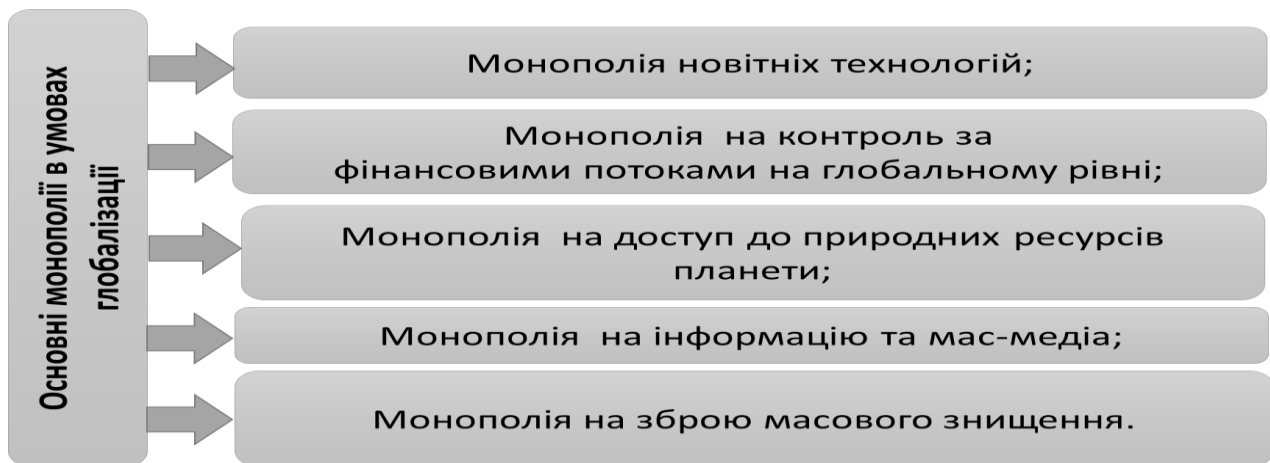 Основні монополії в умовах
глобалізації
Монополія новітніх технологій;
Монополія на контроль за
фінансовими потоками на глобальному рівні;
Монополія на доступ до природних ресурсів
планети;
Монополія на інформацію та мас-медіа;
Монополія на зброю масового знищення.